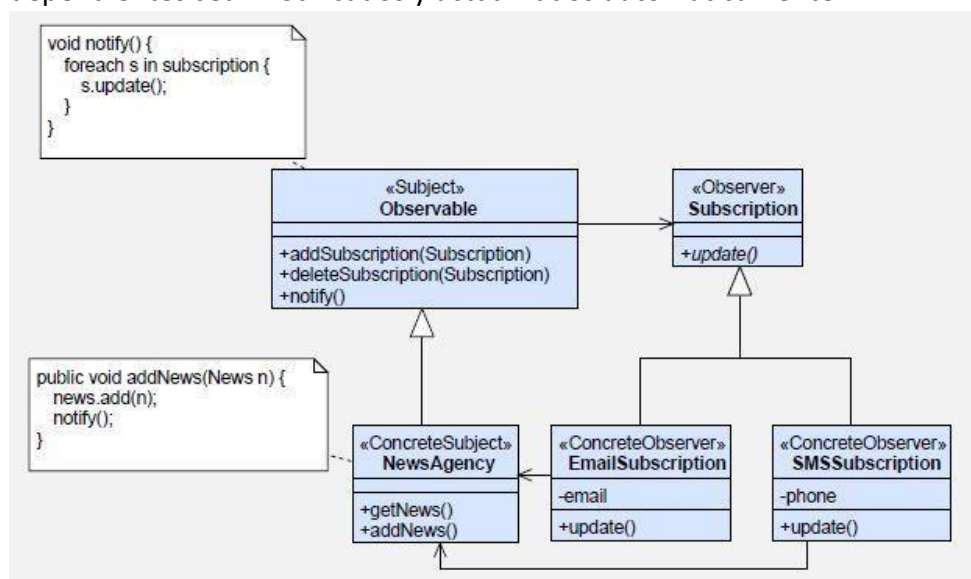 void notify() {
foreach s in subscription {
s.update();
}
}
«Subject»
Observable
+addSubscription(Subscription)
+deleteSubscription(Subscription)
+notify()
«Observer»
Subscription
+update()
public void addNews(News n) {
news.add(n);
notify();
}
«ConcreteSubject»
NewsAgency
+getNews()
+addNews()
«ConcreteObserver»
EmailSubscription
-email
+update()
«ConcreteObserver»
SMSSubscription
-phone
+update()